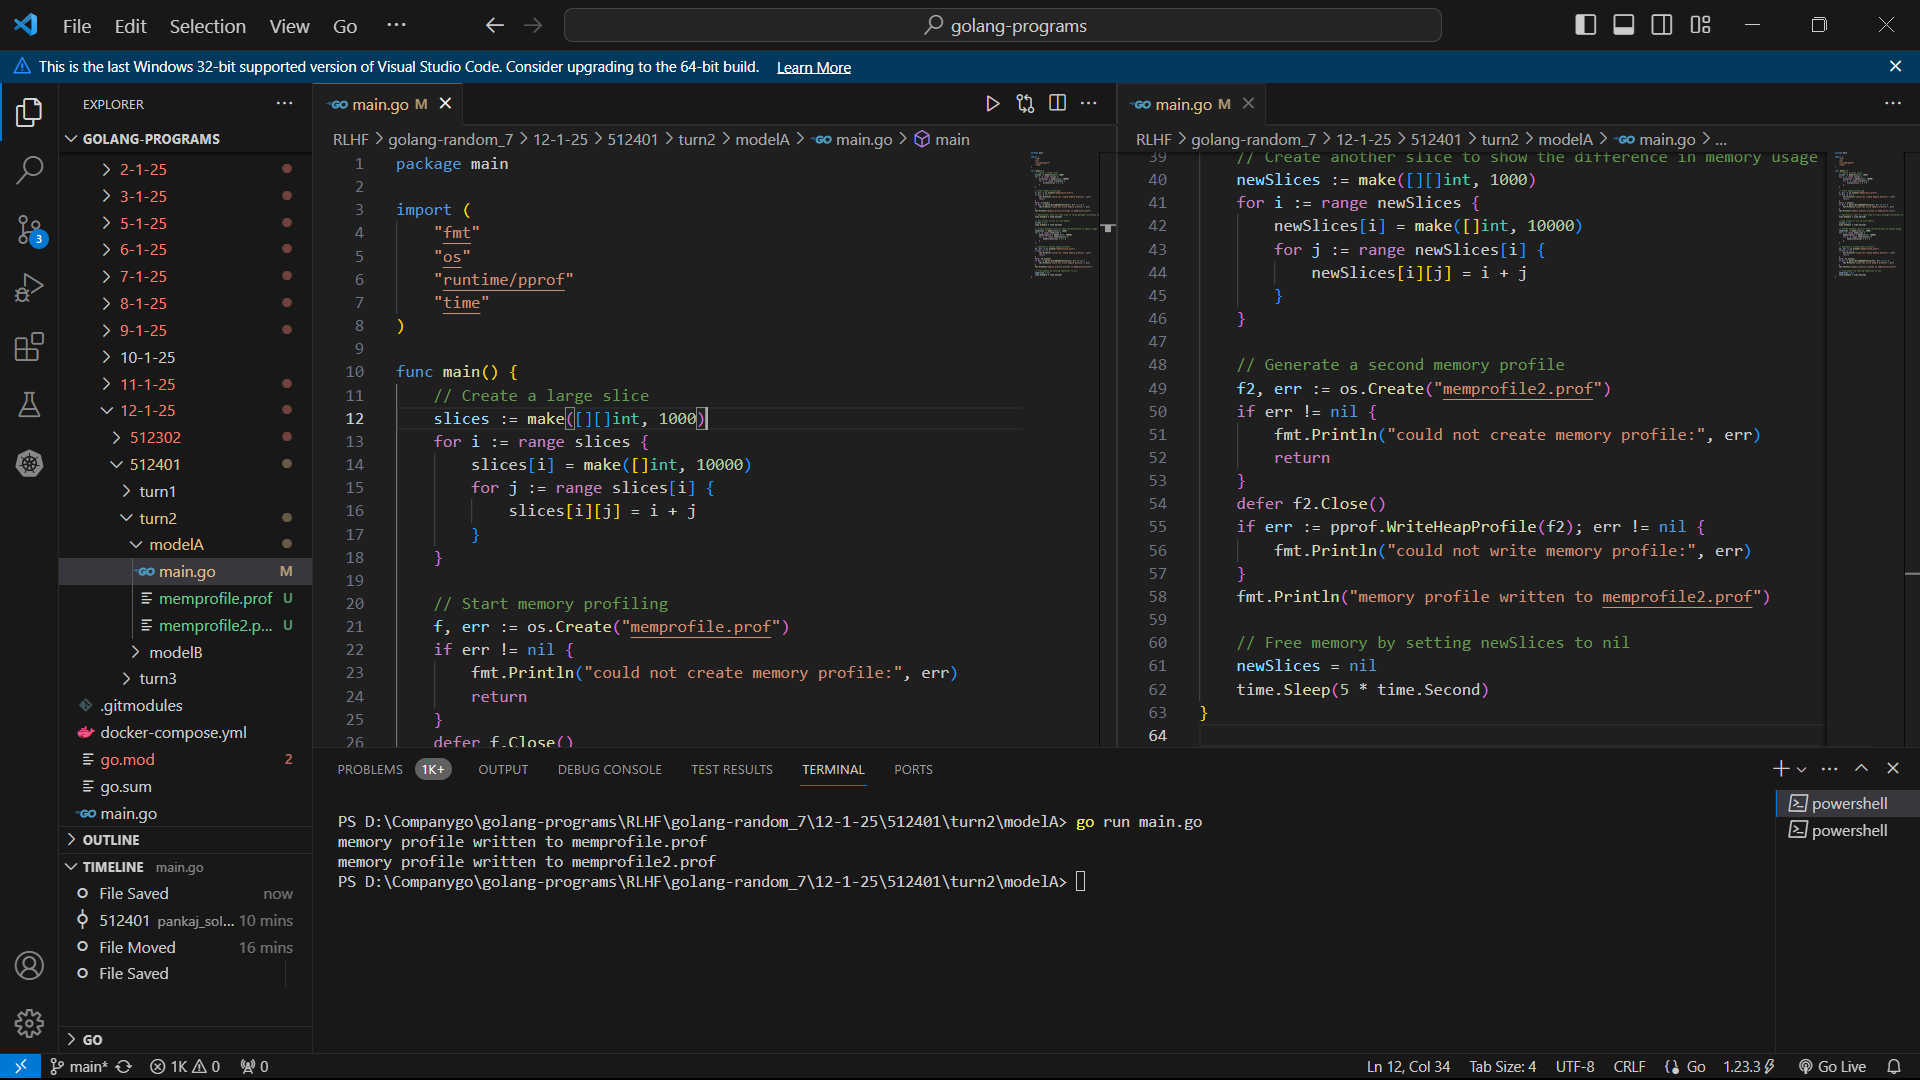 File Edit Selection View Go ···
golang-programs
This is the last Windows 32-bit supported version of Visual Studio Code. Consider upgrading to the 64-bit build. Learn More
EXPLORER
GOLANG-PROGRAMS
2-1-25
3-1-25
5-1-25
6-1-25
7-1-25
8-1-25
9-1-25
10-1-25
11-1-25
12-1-25
512302
512401
turn1
turn2
modelA
main.go M
memprofile.prof U
memprofile2.p... U
modelB
turn3
.gitmodules
docker-compose.yml
go.mod 2
go.sum
main.go
OUTLINE
TIMELINE main.go
File Saved now
512401 pankaj_sol... 10 mins
File Moved 16 mins
File Saved
GO
3
main.go M
RLHF > golang-random_7 > 12-1-25 > 512401 > turn2 > modelA > main.go > main
1 package main
2
3 import (
4 "fmt"
5 "os"
6 "runtime/pprof"
7 "time"
8 )
9
10 func main() {
11 // Create a large slice
12 slices := make([][]int, 1000)
13 for i := range slices {
14 slices[i] = make([]int, 10000)
15 for j := range slices[i] {
16 slices[i][j] = i + j
17 }
18 }
19
20 // Start memory profiling
21 f, err := os.Create("memprofile.prof")
22 if err != nil {
23 fmt.Println("could not create memory profile:", err)
24 return
25 }
26 defer f.Close()
main.go M
RLHF > golang-random_7 > 12-1-25 > 512401 > turn2 > modelA > main.go > ...
39 // Create another slice to show the difference in memory usage
40 newSlices := make([][]int, 1000)
41 for i := range newSlices {
42 newSlices[i] = make([]int, 10000)
43 for j := range newSlices[i] {
44 newSlices[i][j] = i + j
45 }
46 }
47
48 // Generate a second memory profile
49 f2, err := os.Create("memprofile2.prof")
50 if err != nil {
51 fmt.Println("could not create memory profile:", err)
52 return
53 }
54 defer f2.Close()
55 if err := pprof.WriteHeapProfile(f2); err != nil {
56 fmt.Println("could not write memory profile:", err)
57 }
58 fmt.Println("memory profile written to memprofile2.prof")
59
60 // Free memory by setting newSlices to nil
61 newSlices = nil
62 time.Sleep(5 * time.Second)
63 }
64
PROBLEMS 1K+ OUTPUT DEBUG CONSOLE TEST RESULTS TERMINAL PORTS
PS D:\Companygo\golang-programs\RLHF\golang-random_7\12-1-25\512401\turn2\modelA> go run main.go
memory profile written to memprofile.prof
memory profile written to memprofile2.prof
PS D:\Companygo\golang-programs\RLHF\golang-random_7\12-1-25\512401\turn2\modelA>
powershell
powershell
main* 1K 0 0 Ln 12, Col 34 Tab Size: 4 UTF-8 CRLF Go 1.23.3 Go Live